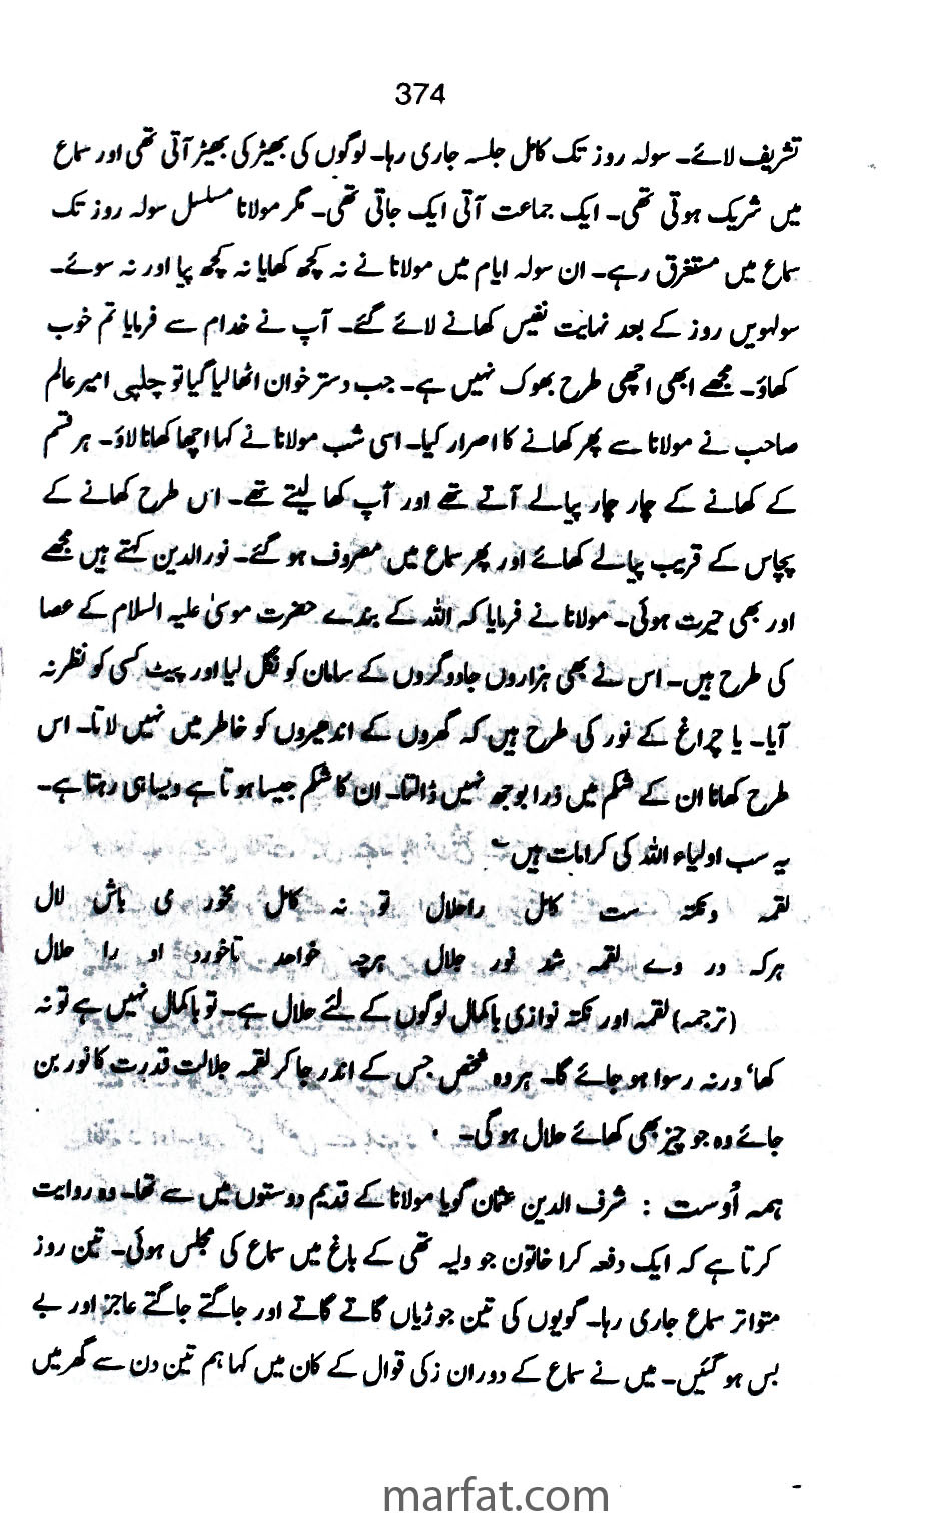 374
تشریف لائے۔ سولہ روز تک کامل جلسہ جاری رہا۔ لوگوں کی بھیڑ کی بھیڑ آتی تھی اور سماع
میں شریک ہوتی تھی۔ ایک جماعت آتی ایک جاتی تھی۔ مگر مولانا مسلسل سولہ روز تک
سماع میں مستغرق رہے۔ ان سولہ ایام میں مولانا نے نہ کچھ کھایا نہ کچھ پیا اور نہ سوئے۔
سولہویں روز کے بعد نہایت نفیس کھانے لائے گئے۔ آپ نے خدام سے فرمایا تم خوب
کھاؤ۔ مجھے ابھی اچھی طرح بھوک نہیں ہے۔ جب دستر خوان اٹھا لیا گیا تو چلپی امیر عالم
صاحب نے مولانا سے پھر کھانے کا اصرار کیا۔ اسی شب مولانا نے کہا اچھا کھانا لاؤ۔ ہر قسم
کے کھانے کے چار چار پیالے آتے تھے اور آپ کھا لیتے تھے۔ اس طرح کھانے کے
پچاس کے قریب پیالے کھائے اور پھر سماع میں مصروف ہو گئے۔ نور الدین کہتے ہیں مجھے
اور بھی حیرت ہوئی۔ مولانا نے فرمایا کہ اللہ کے بندے حضرت موسیٰ علیہ السلام کے عصا
کی طرح ہیں۔ اس نے بھی ہزاروں جادوگروں کے سامان کو نگل لیا اور پیٹ کسی کو نظر نہ
آیا۔ یا چراغ کے نور کی طرح ہیں کہ گھروں کے اندھیروں کو خاطر میں نہیں لاتا۔ اس
طرح کھانا ان کے شکم میں ذرا بوجھ نہیں ڈالتا۔ ان کا شکم جیسا ہوتا ہے ویسا ہی رہتا ہے۔
یہ سب اولیاء اللہ کی کرامات ہیں
لقمہ و نکتہ ست کامل راحلال تو نہ کامل مخور می باش لال
ہرکہ در وے لقمہ شد نور جلال ہرچہ خواہد تاخورد او را حلال
(ترجمہ) لقمہ اور نکتہ نوازی باکمال لوگوں کے لئے حلال ہے۔ تو باکمال نہیں ہے تو نہ
کھا، ورنہ رسوا ہو جائے گا۔ ہر وہ شخص جس کے اندر جا کر لقمہ جلالت قدرت کا نور بن
جائے وہ جو چیز بھی کھائے حلال ہو گی۔
ہمہ اُوست : شرف الدین عثمان گویا مولانا کے قدیم دوستوں میں سے تھا۔ وہ روایت
کرتا ہے کہ ایک دفعہ کرا خاتون جو ولیہ تھی کے باغ میں سماع کی مجلس ہوئی۔ تین روز
متواتر سماع جاری رہا۔ گویوں کی تین جوڑیاں گاتے گاتے اور جاگتے جاگتے عاجز اور بے
بس ہو گئیں۔ میں نے سماع کے دوران زکی قوال کے کان میں کہا ہم تین دن سے گھر میں
marfat.com